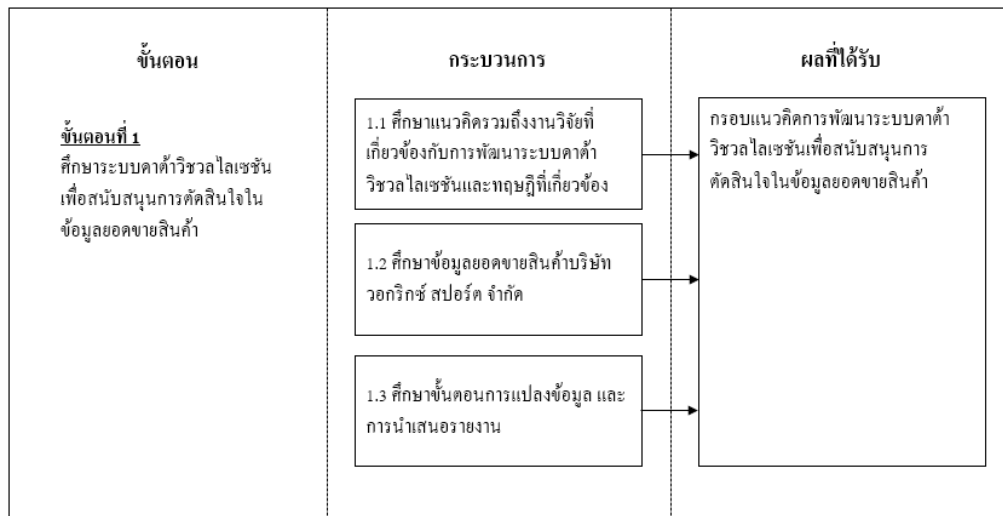 ขั้นตอน
กระบวนการ
ผลที่ได้รับ
ขั้นตอนที่ 1
ศึกษาระบบดาต้าวิชวลไลเซชัน
เพื่อสนับสนุนการตัดสินใจใน
ข้อมูลยอดขายสินค้า
1.1 ศึกษาแนวคิดรวมถึงงานวิจัยที่
เกี่ยวข้องกับการพัฒนาระบบดาต้า
วิชวลไลเซชันและทฤษฎีที่เกี่ยวข้อง
1.2 ศึกษาข้อมูลยอดขายสินค้าบริษัท
วอกริกซ์ สปอร์ต จำกัด
1.3 ศึกษาขั้นตอนการแปลงข้อมูล และ
การนำเสนอรายงาน
กรอบแนวคิดการพัฒนาระบบดาต้า
วิชวลไลเซชันเพื่อสนับสนุนการ
ตัดสินใจในข้อมูลยอดขายสินค้า